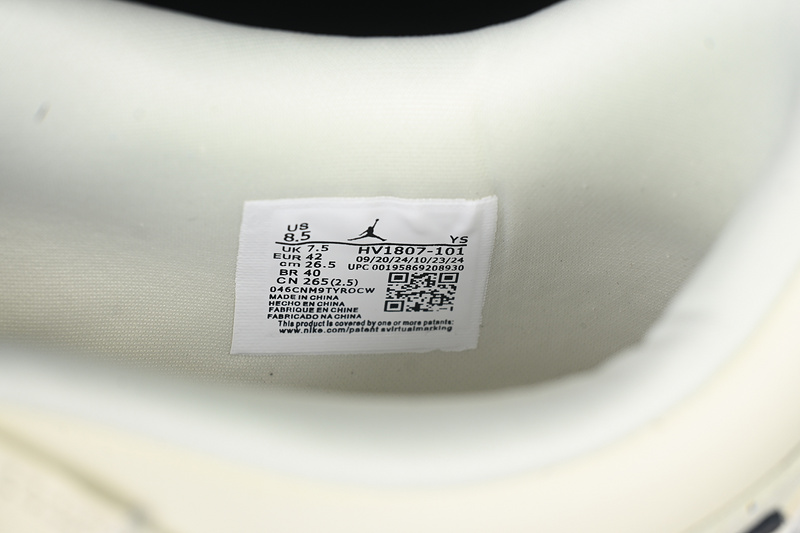 US
8.5 YS
UK 7.5 HV1807-101
EUR 42 09/20/24/10/23/24
cm 26.5 UPC 00195869208930
BR 40
CN 265(2.5)
046CNM9TYROCW
MADE IN CHINA
HECHO EN CHINA
FABRIQUE EN CHINE
FABRICADO NA CHINA
This product is covered by one or more patents:
www.nike.com/patent svirtualmarking